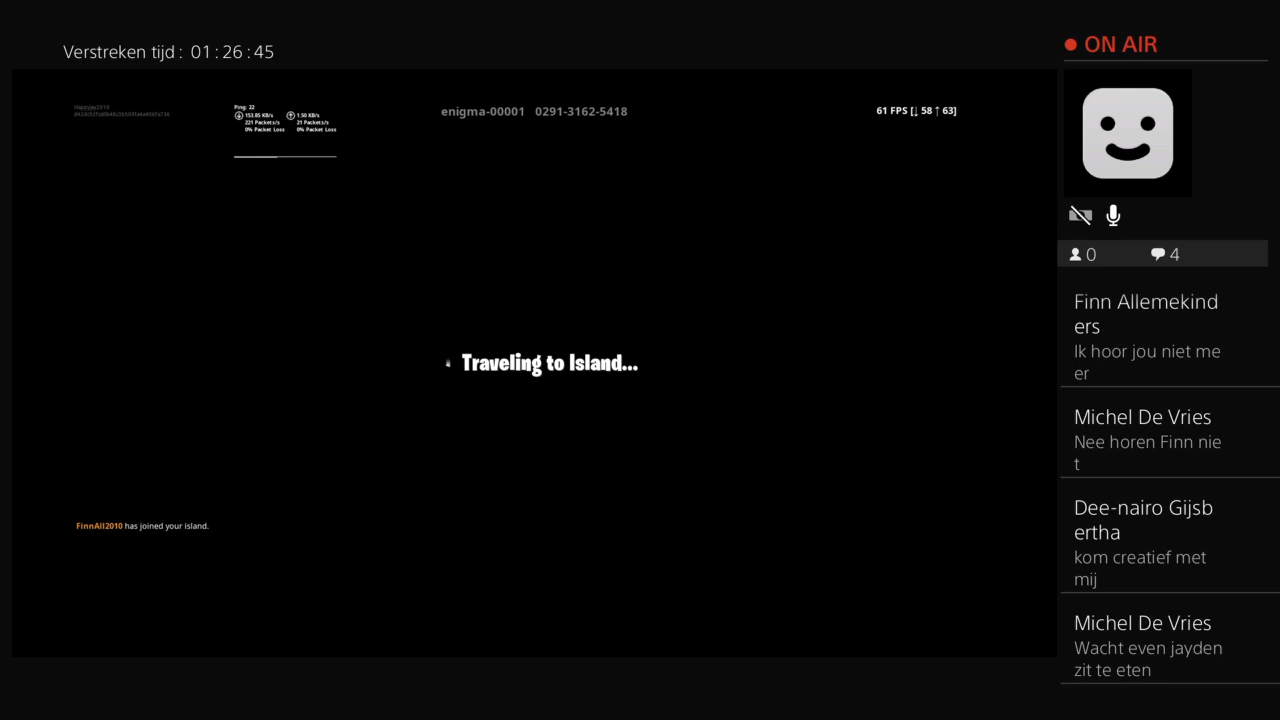 Verstreken tijd: 01:26:45
ON AIR
Happyjay2010
Ping: 22
153.85 KB/s 1.50 KB/s
221 Packets/s 21 Packets/s
0% Packet Loss 0% Packet Loss
enigma-00001 0291-3162-5418
61 FPS [↓ 58 ↑ 63]
0 4
Finn Allemekind
ers
Ik hoor jou niet me
er
Michel De Vries
Nee horen Finn nie
t
Dee-nairo Gijsb
ertha
kom creatief met
mij
Michel De Vries
Wacht even jayden
zit te eten
Traveling to Island...
FinnAll2010 has joined your island.